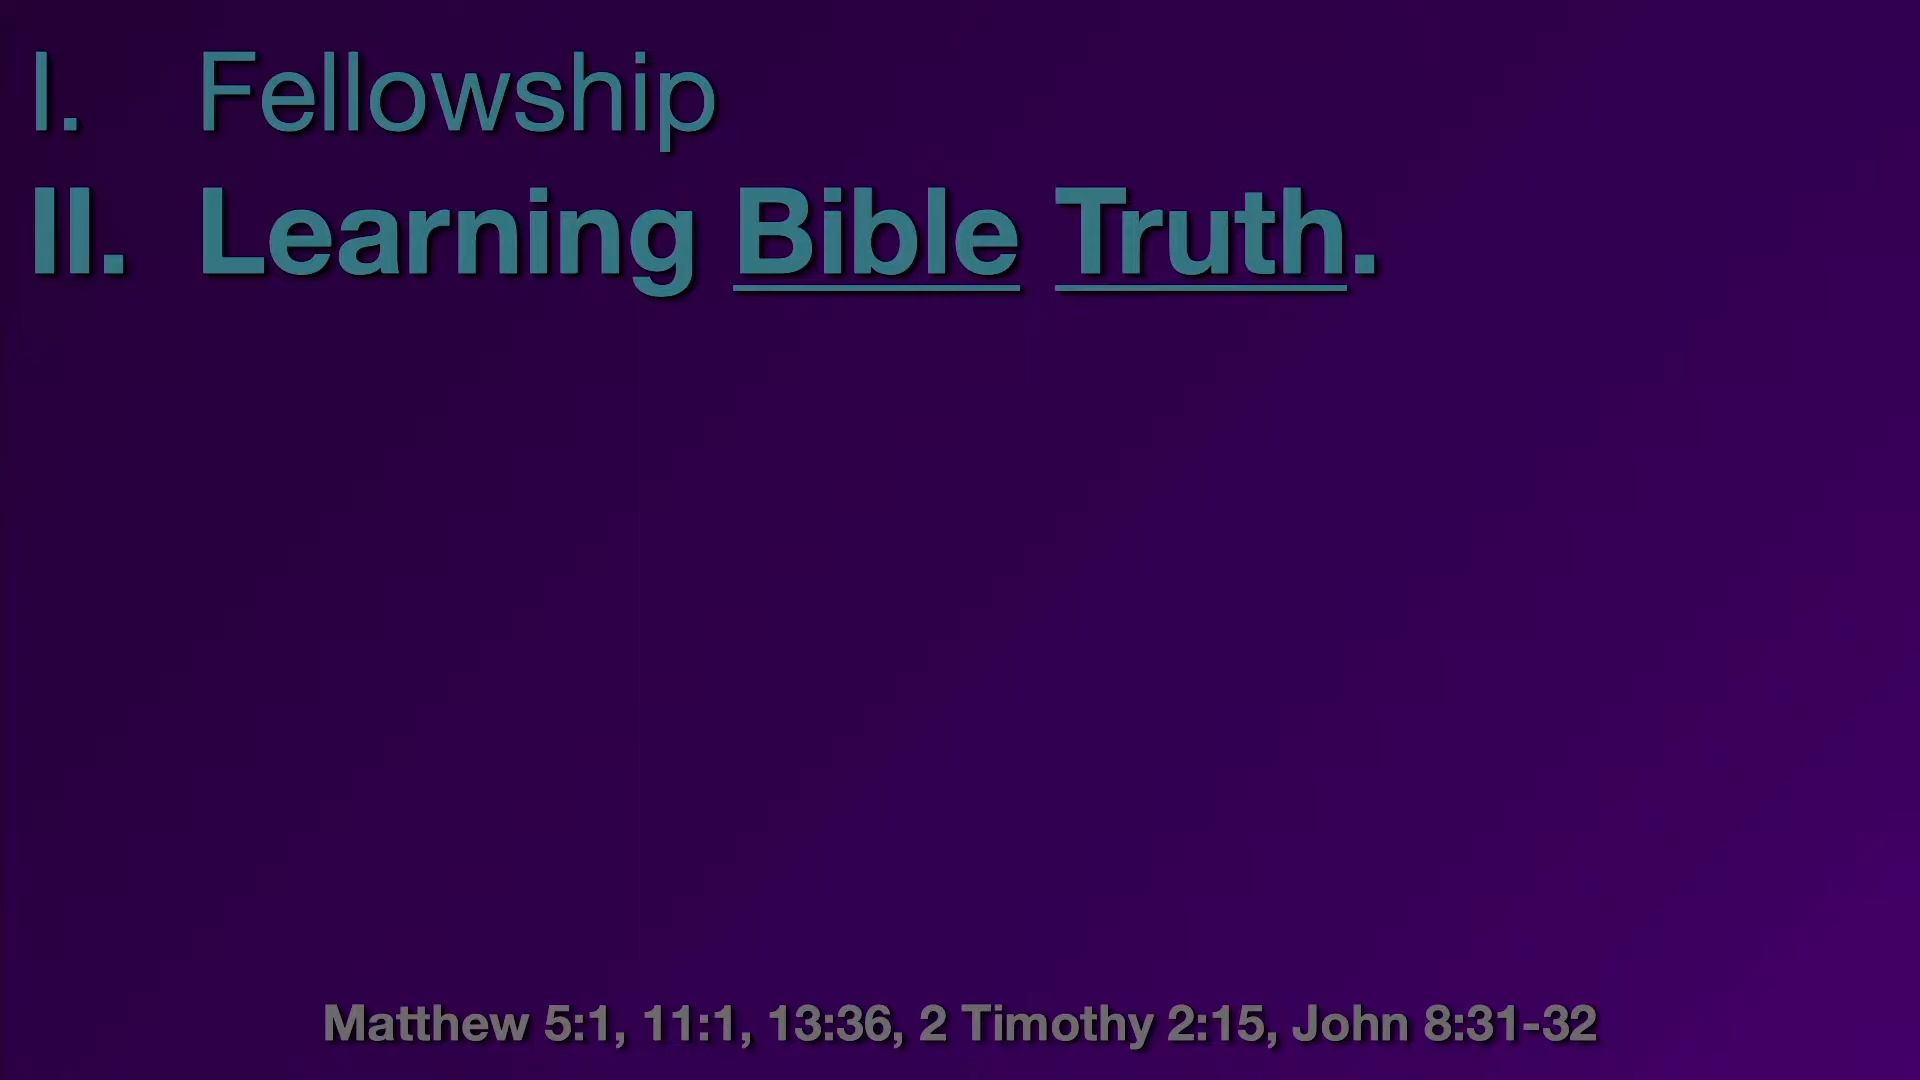 I. Fellowship
II. Learning Bible Truth.
Matthew 5:1, 11:1, 13:36, 2 Timothy 2:15, John 8:31-32